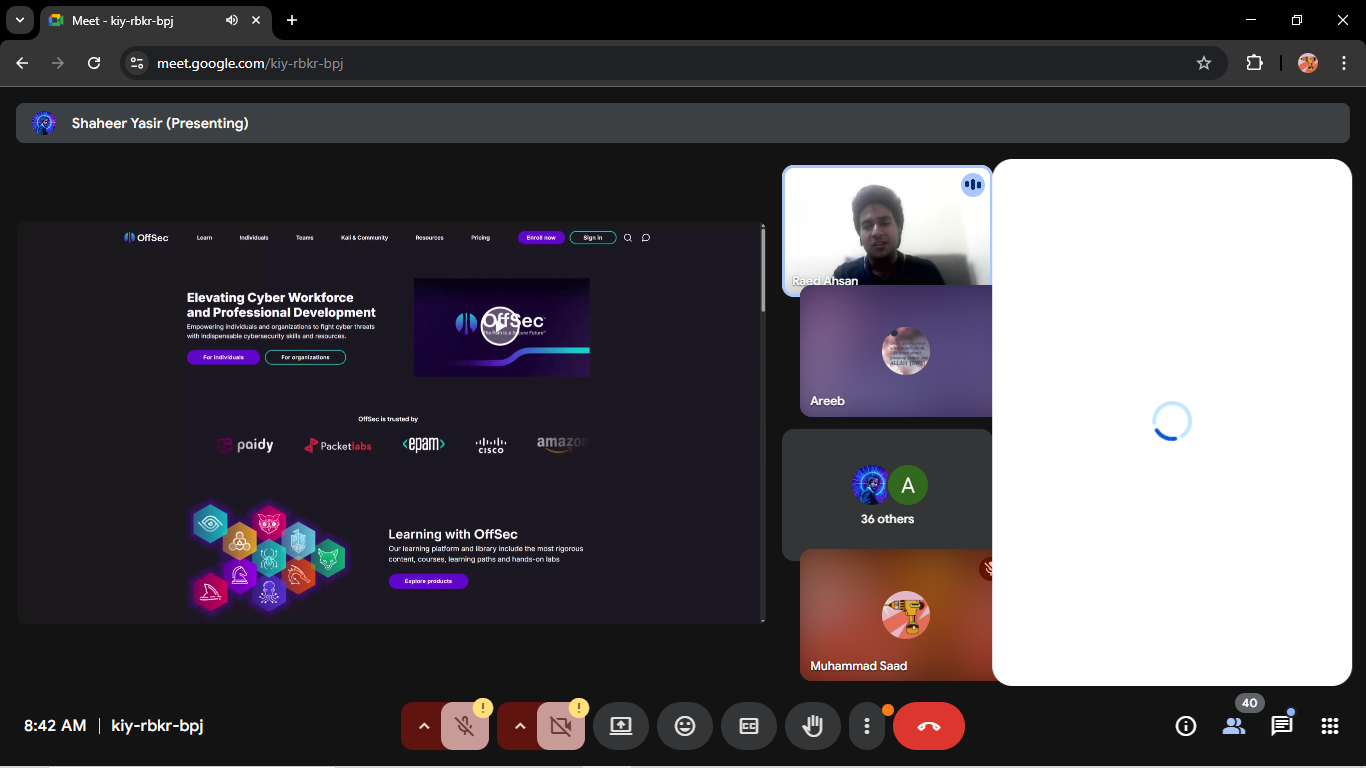 Meet - kiy-rbkr-bpj
meet.google.com/kiy-rbkr-bpj
Shaheer Yasir (Presenting)
OffSec
Learn
Individuals
Teams
Kali & Community
Resources
Pricing
Enroll now
Sign in
Elevating Cyber Workforce
and Professional Development
Empowering individuals and organizations to fight cyber threats
with indispensable cybersecurity skills and resources.
For individuals
For organizations
OffSec
The Path to a Secure Future
OffSec is trusted by
paidy
Packetlabs
<epam>
CISCO
amazon
Learning with OffSec
Our learning platform and library include the most rigorous
content, courses, learning paths and hands-on labs
Explore products
Raed Ahsan
Areeb
A
36 others
Muhammad Saad
8:42 AM
kiy-rbkr-bpj
40